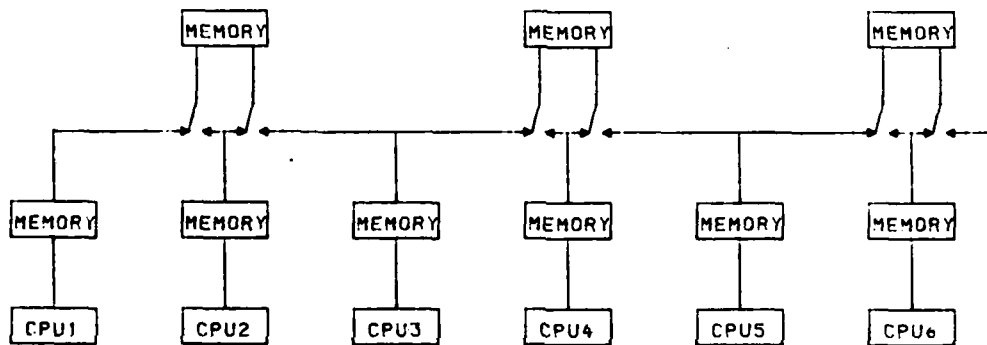 MEMORY MEMORY MEMORY
MEMORY MEMORY MEMORY MEMORY MEMORY MEMORY
CPU1 CPU2 CPU3 CPU4 CPU5 CPU6